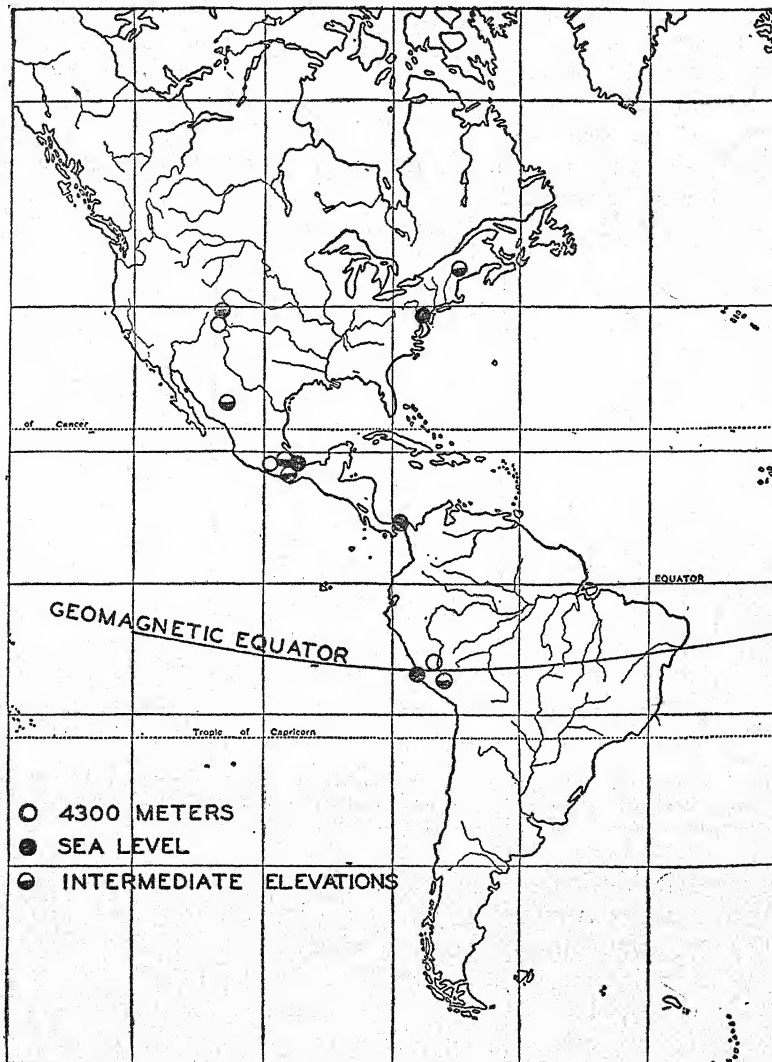 of Cancer
EQUATOR
GEOMAGNETIC EQUATOR
Tropic of Capricorn
4300 METERS
SEA LEVEL
INTERMEDIATE ELEVATIONS